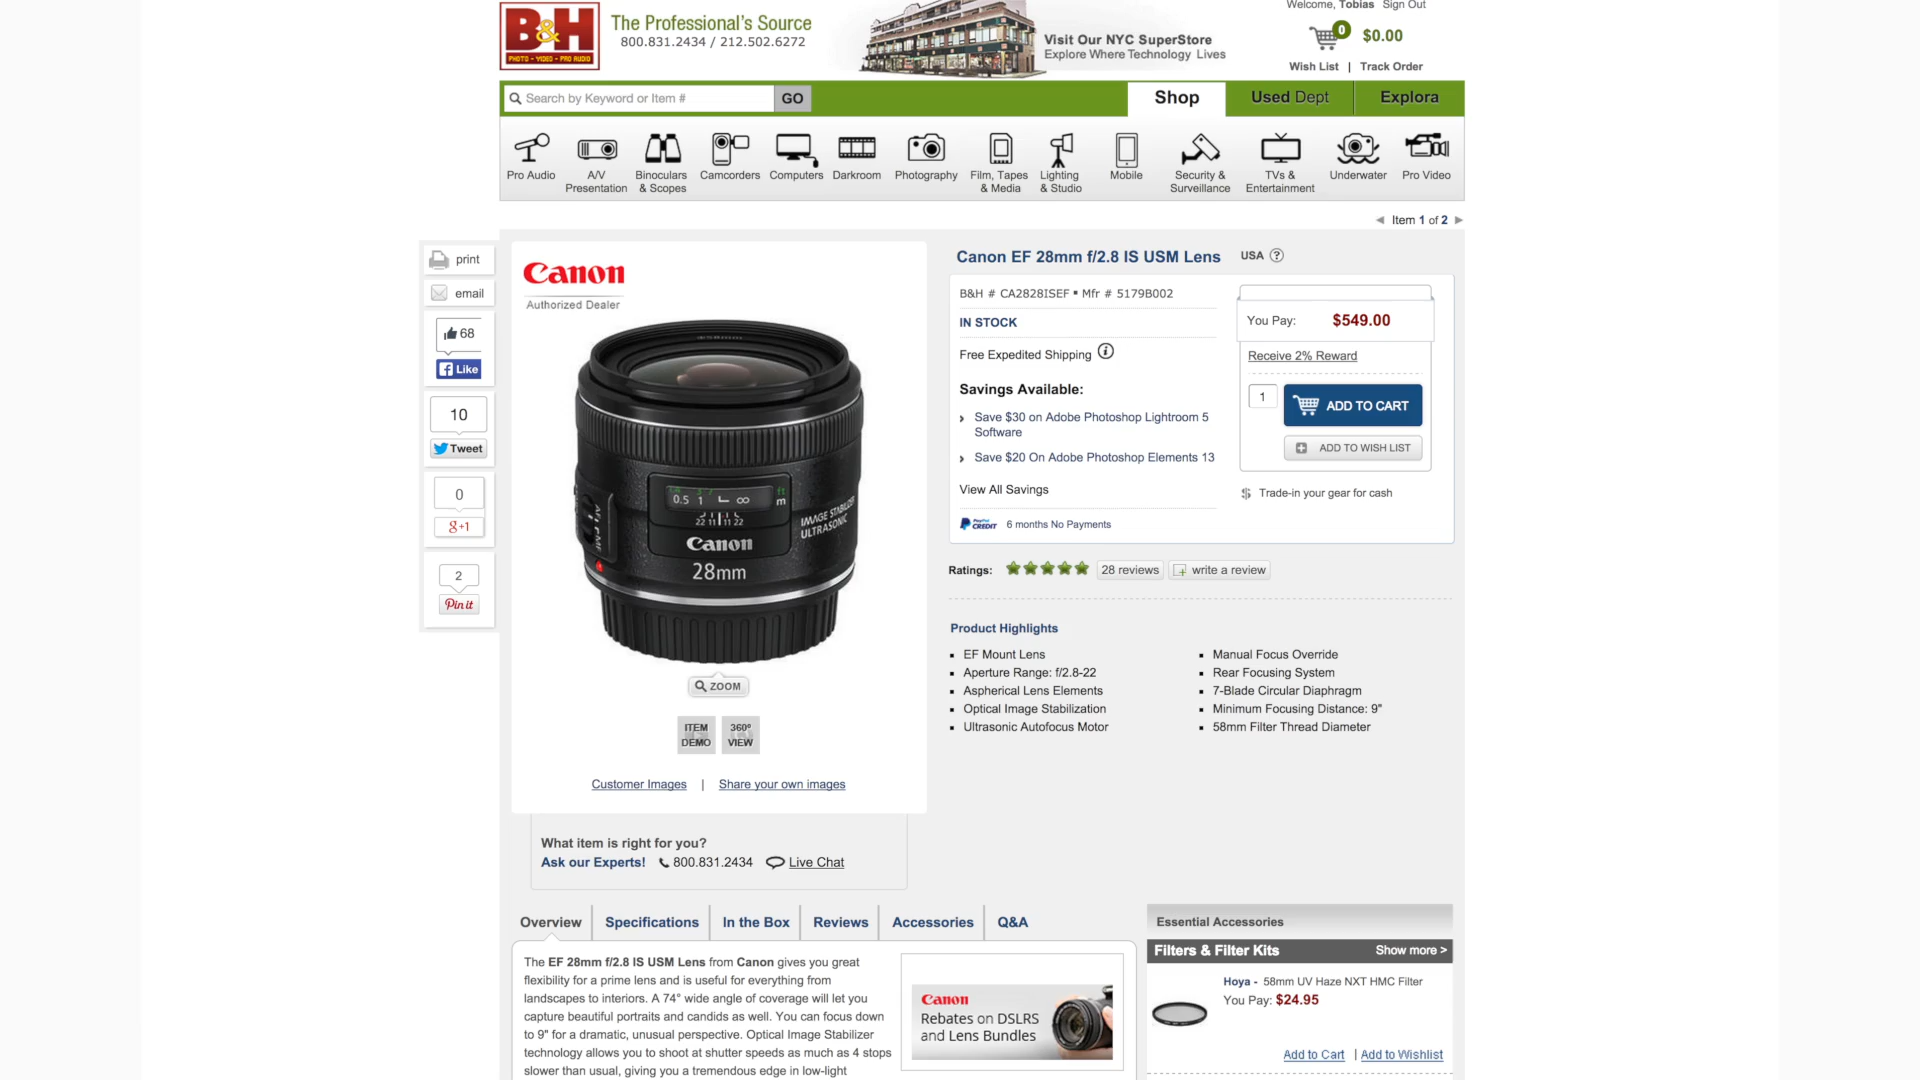 B&H
PHOTO - VIDEO - PRO AUDIO
The Professional's Source
800.831.2434 / 212.502.6272
Visit Our NYC SuperStore
Explore Where Technology Lives
Welcome, Tobias Sign Out
0 $0.00
Wish List | Track Order
Search by Keyword or Item #
GO
Shop
Used Dept
Explora
Pro Audio
A/V
Presentation
Binoculars
& Scopes
Camcorders
Computers
Darkroom
Photography
Film, Tapes
& Media
Lighting
& Studio
Mobile
Security &
Surveillance
TVs &
Entertainment
Underwater
Pro Video
Item 1 of 2
print
email
68
Like
10
Tweet
0
g+1
2
Pin it
Canon
Authorized Dealer
0.5 1 ∞
ft
m
22 11 11 22
IMAGE STABILIZER
ULTRASONIC
Canon
28mm
ZOOM
ITEM
DEMO
360º
VIEW
Customer Images | Share your own images
What item is right for you?
Ask our Experts! 800.831.2434 Live Chat
Canon EF 28mm f/2.8 IS USM Lens USA ?
B&H # CA2828ISEF ▪ Mfr # 5179B002
IN STOCK
Free Expedited Shipping i
Savings Available:
Save $30 on Adobe Photoshop Lightroom 5
Software
Save $20 On Adobe Photoshop Elements 13
View All Savings
PayPal
CREDIT
6 months No Payments
You Pay: $549.00
Receive 2% Reward
1
ADD TO CART
ADD TO WISH LIST
$ Trade-in your gear for cash
Ratings:
28 reviews
write a review
Product Highlights
EF Mount Lens
Aperture Range: f/2.8-22
Aspherical Lens Elements
Optical Image Stabilization
Ultrasonic Autofocus Motor
Manual Focus Override
Rear Focusing System
7-Blade Circular Diaphragm
Minimum Focusing Distance: 9"
58mm Filter Thread Diameter
Overview
Specifications
In the Box
Reviews
Accessories
Q&A
The EF 28mm f/2.8 IS USM Lens from Canon gives you great
flexibility for a prime lens and is useful for everything from
landscapes to interiors. A 74° wide angle of coverage will let you
capture beautiful portraits and candids as well. You can focus down
to 9" for a dramatic, unusual perspective. Optical Image Stabilizer
technology allows you to shoot at shutter speeds as much as 4 stops
slower than usual, giving you a tremendous edge in low-light
Canon
Rebates on DSLRS
and Lens Bundles
Essential Accessories
Filters & Filter Kits
Show more >
Hoya - 58mm UV Haze NXT HMC Filter
You Pay: $24.95
Add to Cart | Add to Wishlist